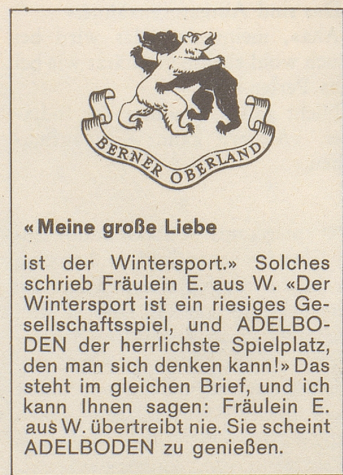 BERNER OBERLAND
«Meine große Liebe
ist der Wintersport.» Solches
schrieb Fräulein E. aus W. «Der
Wintersport ist ein riesiges Ge-
sellschaftsspiel, und ADELBO-
DEN der herrlichste Spielplatz,
den man sich denken kann!» Das
steht im gleichen Brief, und ich
kann Ihnen sagen: Fräulein E.
aus W. übertreibt nie. Sie scheint
ADELBODEN zu genießen.